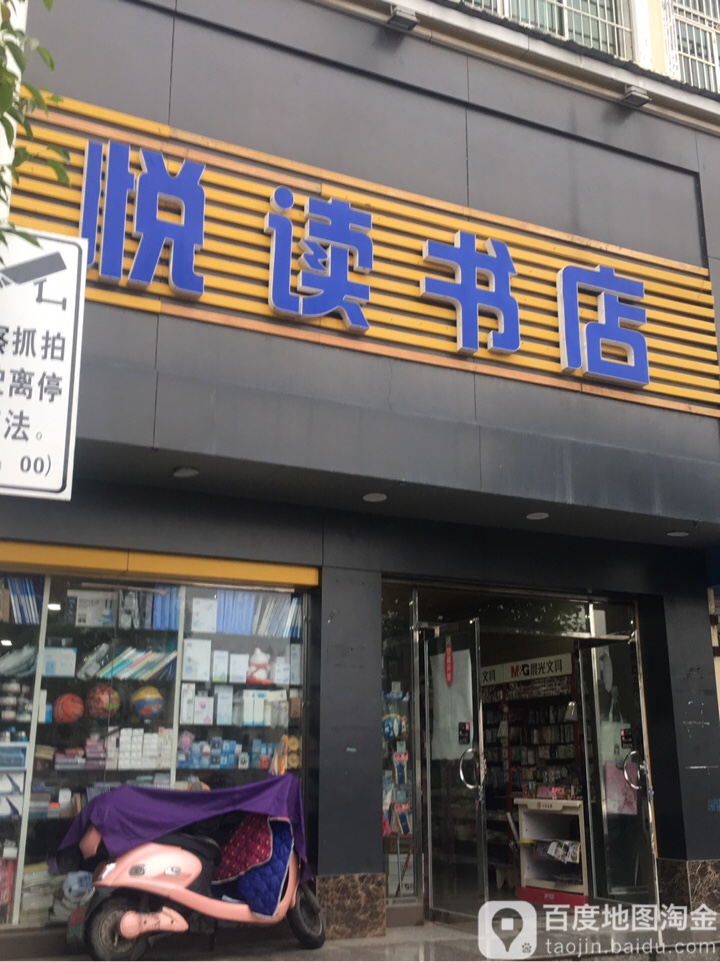 悦读书店
抓拍
离停
法。
00)
文具
M&G晨光文具
百度地图淘金
taojin.baidu.com